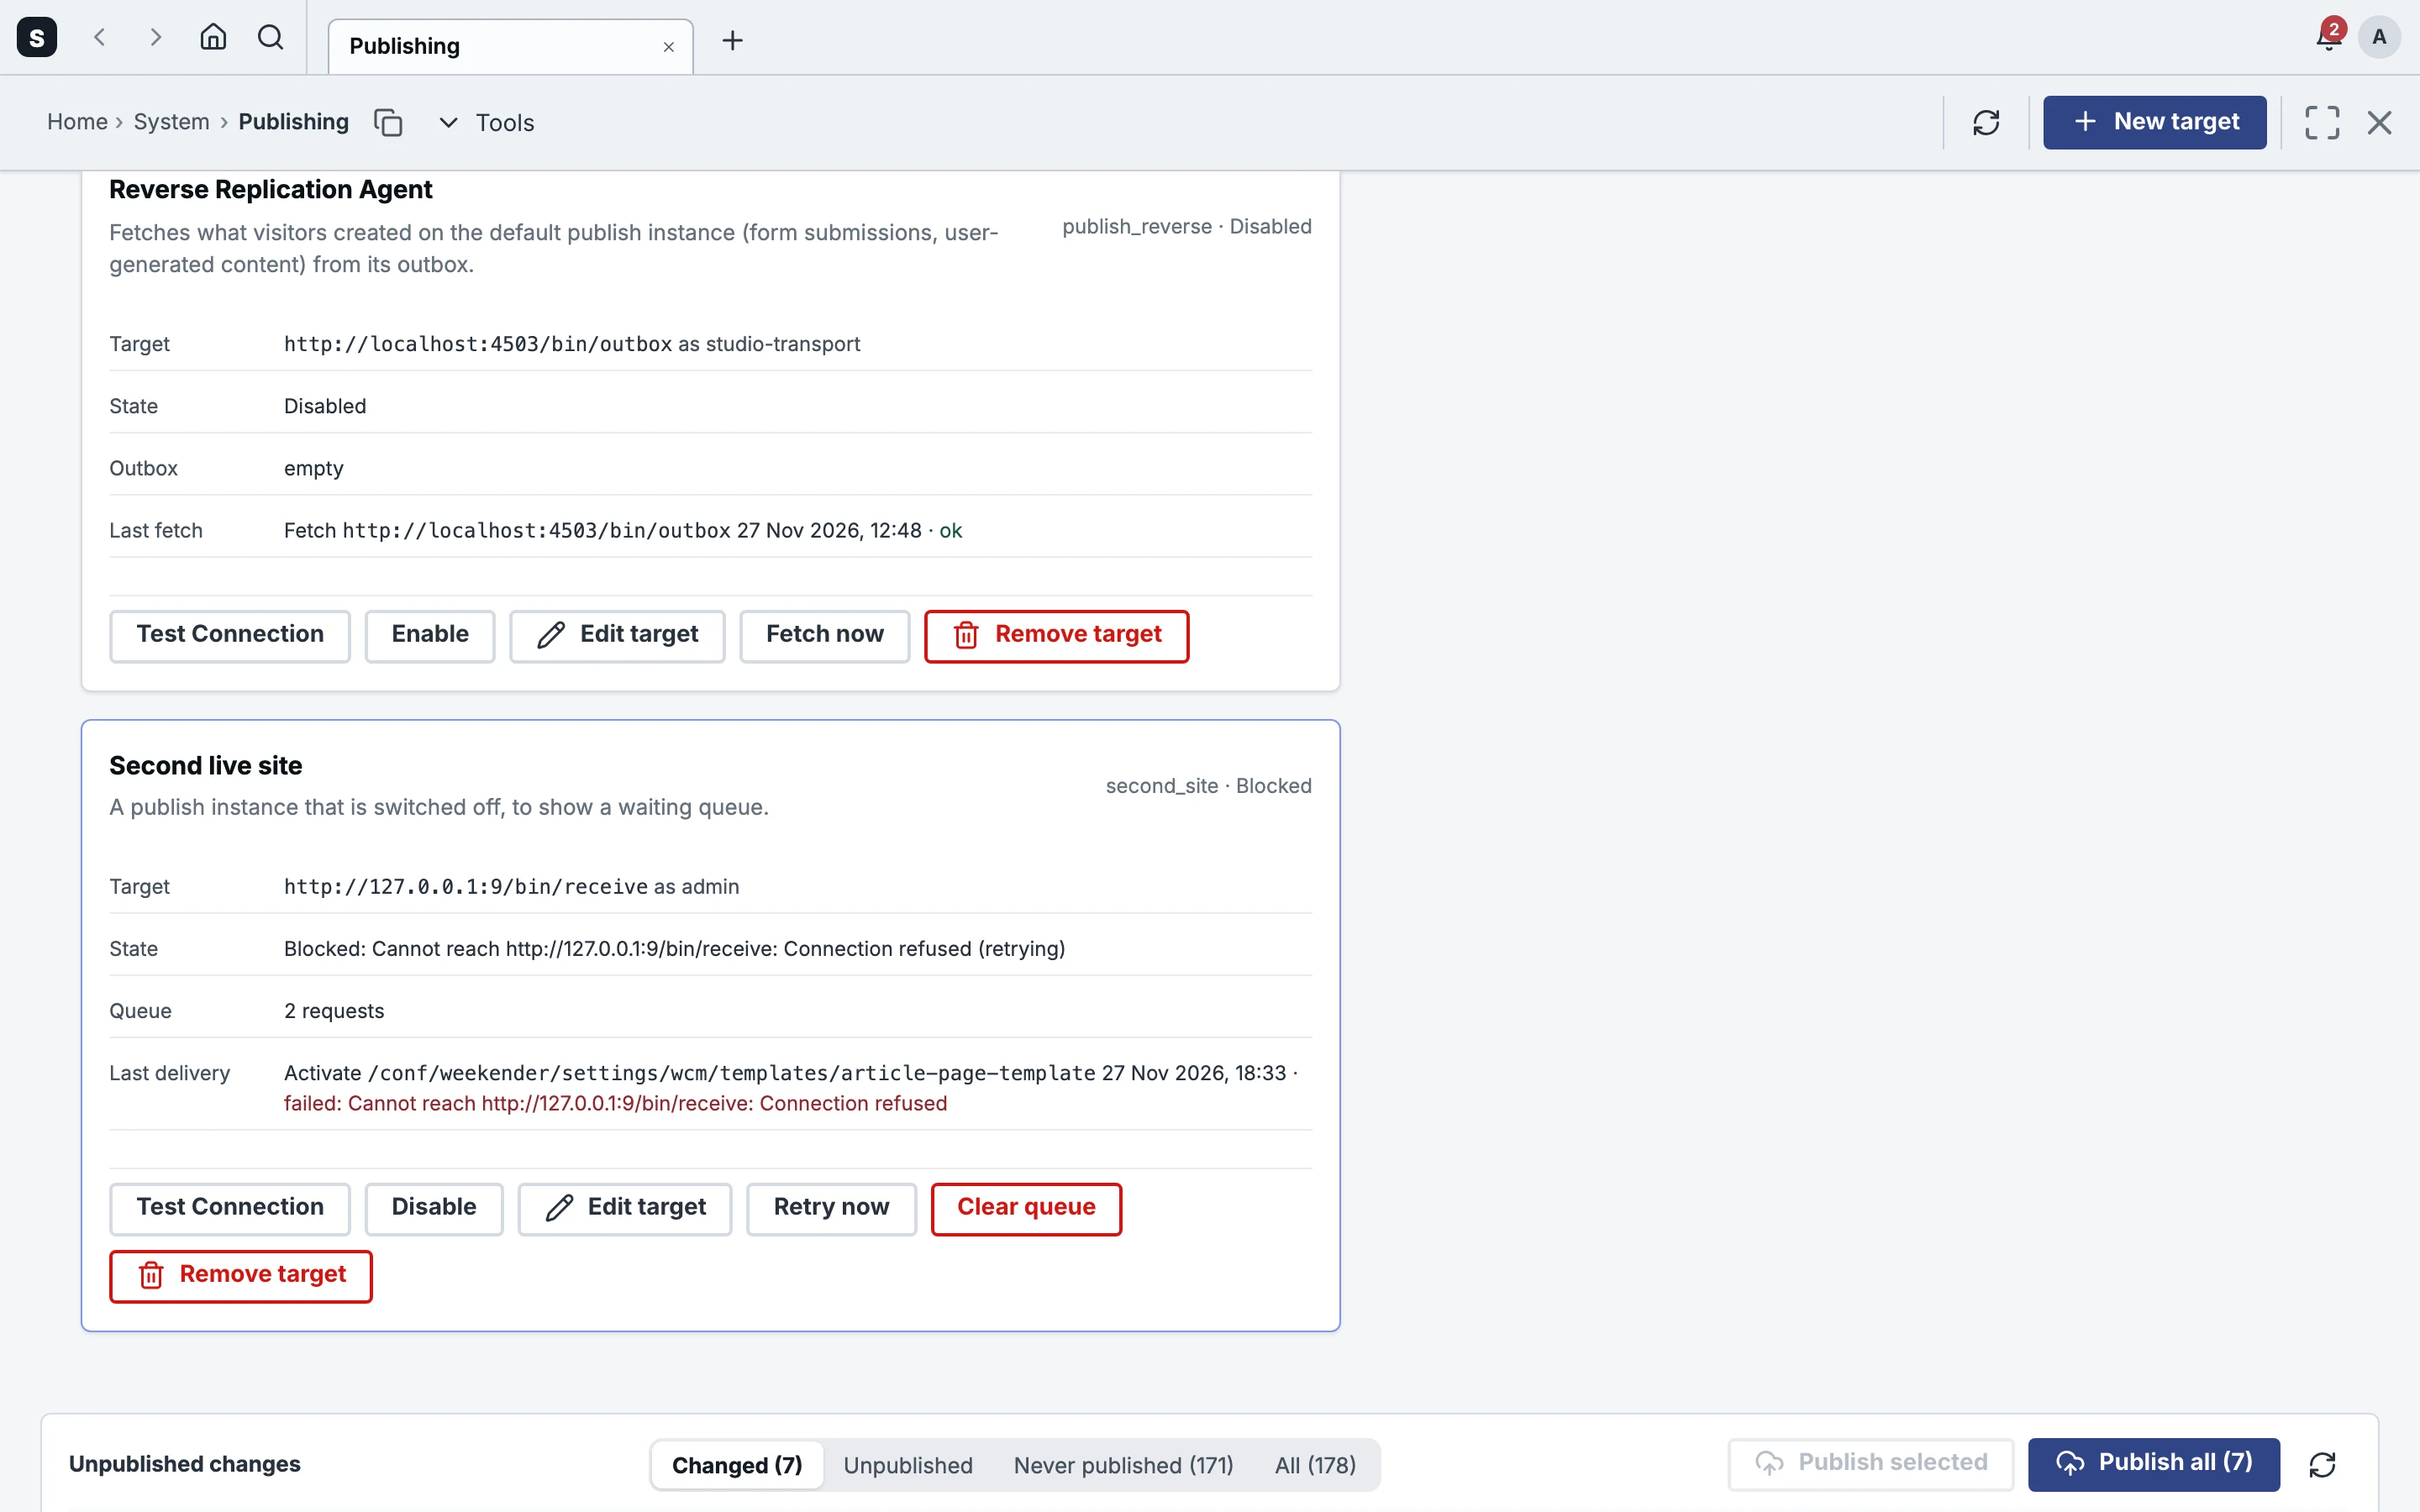 S
Publishing
2
A
Home › System › Publishing
Tools
New target
Reverse Replication Agent
Fetches what visitors created on the default publish instance (form submissions, user-
generated content) from its outbox.
publish_reverse · Disabled
Target http://localhost:4503/bin/outbox as studio-transport
State Disabled
Outbox empty
Last fetch Fetch http://localhost:4503/bin/outbox 27 Nov 2026, 12:48 · ok
Test Connection Enable Edit target Fetch now Remove target
Second live site
A publish instance that is switched off, to show a waiting queue.
second_site · Blocked
Target http://127.0.0.1:9/bin/receive as admin
State Blocked: Cannot reach http://127.0.0.1:9/bin/receive: Connection refused (retrying)
Queue 2 requests
Last delivery Activate /conf/weekender/settings/wcm/templates/article-page-template 27 Nov 2026, 18:33 ·
failed: Cannot reach http://127.0.0.1:9/bin/receive: Connection refused
Test Connection Disable Edit target Retry now Clear queue
Remove target
Unpublished changes Changed (7) Unpublished Never published (171) All (178) Publish selected Publish all (7)